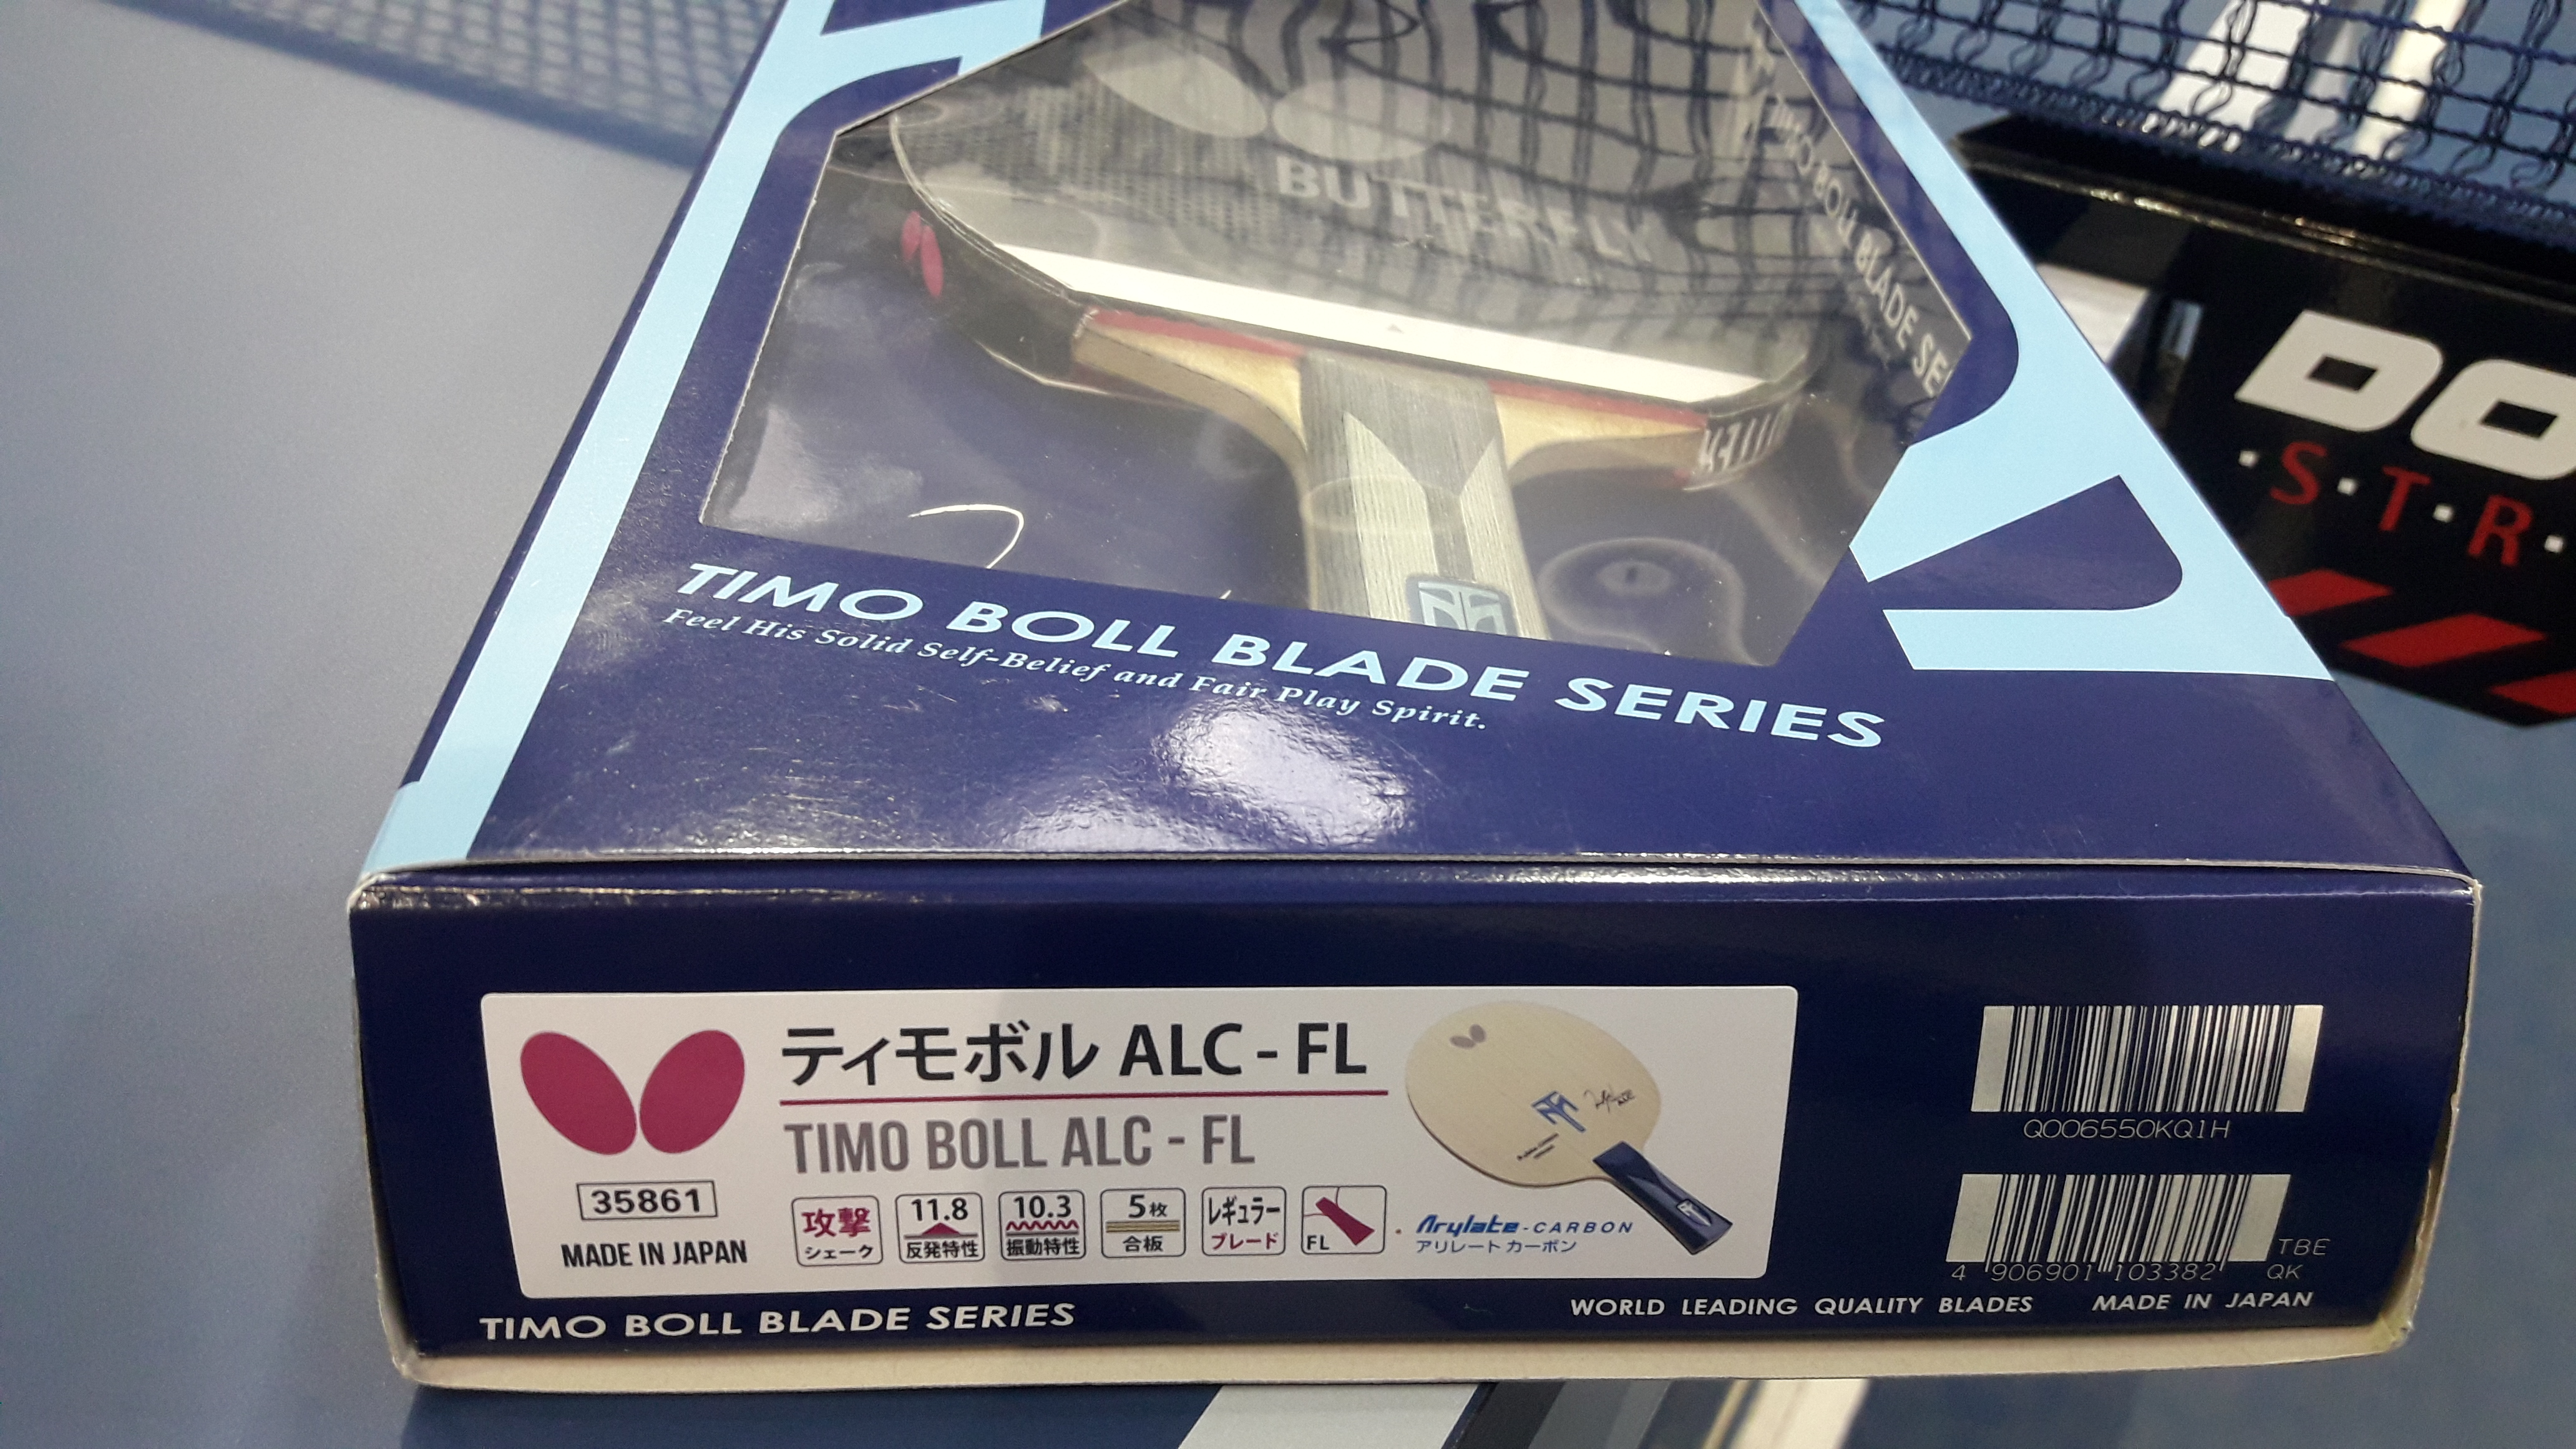 BUTTERFLY
TIMO BOLL BLADE SE
DO
·S·T·R·
TIMO BOLL BLADE SERIES
Feel His Solid Self-Belief and Fair Play Spirit.
ティモボル ALC - FL
TIMO BOLL ALC - FL
35861
MADE IN JAPAN
攻撃
シェーク
11.8
反発特性
10.3
振動特性
5枚
合板
レギュラー
ブレード
FL
Arylate-CARBON
アリレート カーボン
Q006550KQ1H
4 906901 103382
TBE
QK
TIMO BOLL BLADE SERIES
WORLD LEADING QUALITY BLADES MADE IN JAPAN